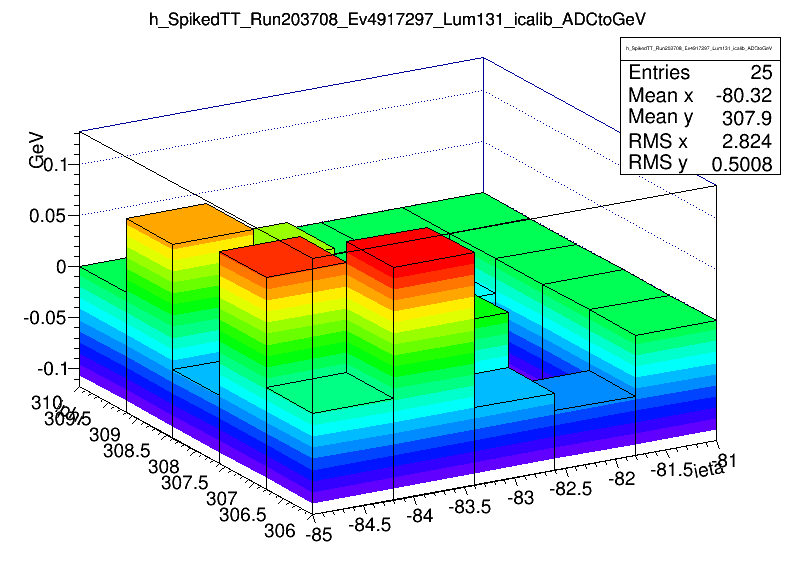 h_SpikedTT_Run203708_Ev4917297_Lum131_icalib_ADCtoGeV
h_SpikedTT_Run203708_Ev4917297_Lum131_icalib_ADCtoGeV
Entries 25
Mean x -80.32
Mean y 307.9
RMS x 2.824
RMS y 0.5008
GeV
0.1
0.05
0
-0.05
-0.1
310
309.5
309
308.5
308
307.5
307
306.5
306
-85
-84.5
-84
-83.5
-83
-82.5
-82
-81.5
ieta
-81